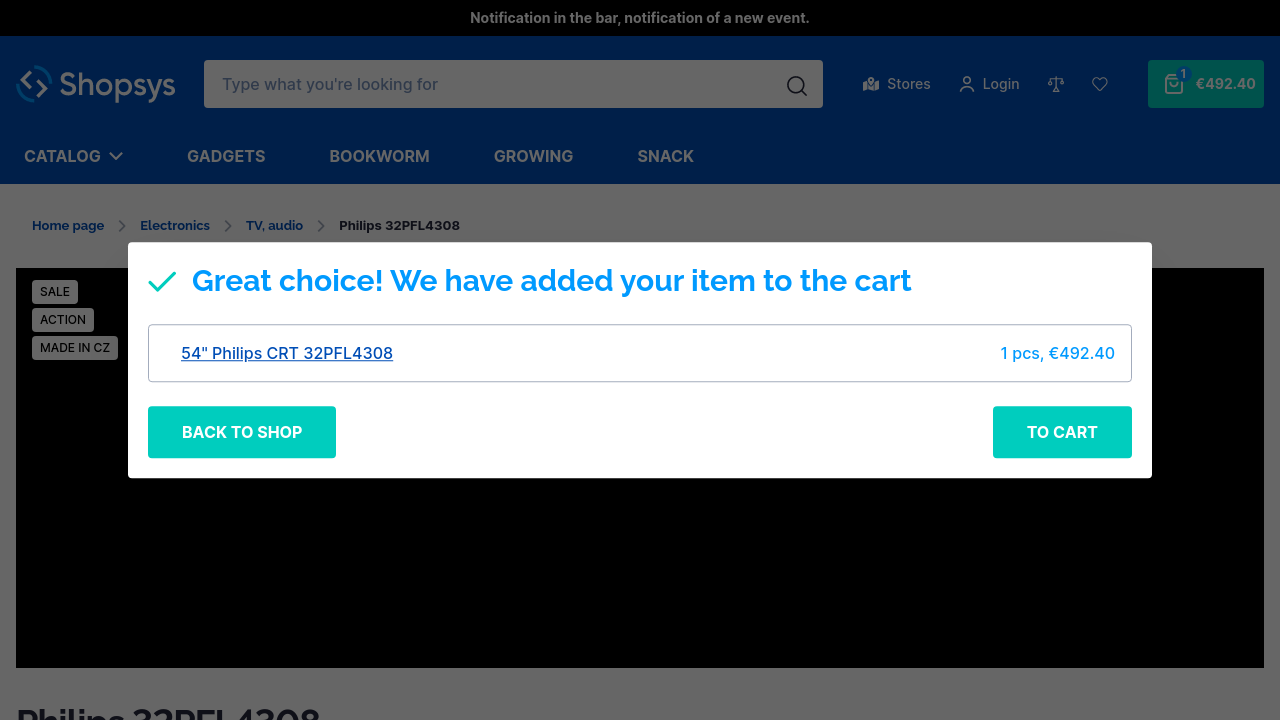 Notification in the bar, notification of a new event.
Shopsys
Type what you're looking for
Stores
Login
1
€492.40
CATALOG
GADGETS
BOOKWORM
GROWING
SNACK
Home page
Electronics
TV, audio
Philips 32PFL4308
SALE
ACTION
MADE IN CZ
Great choice! We have added your item to the cart
54" Philips CRT 32PFL4308
1 pcs, €492.40
BACK TO SHOP
TO CART
Philips 32PFL4308